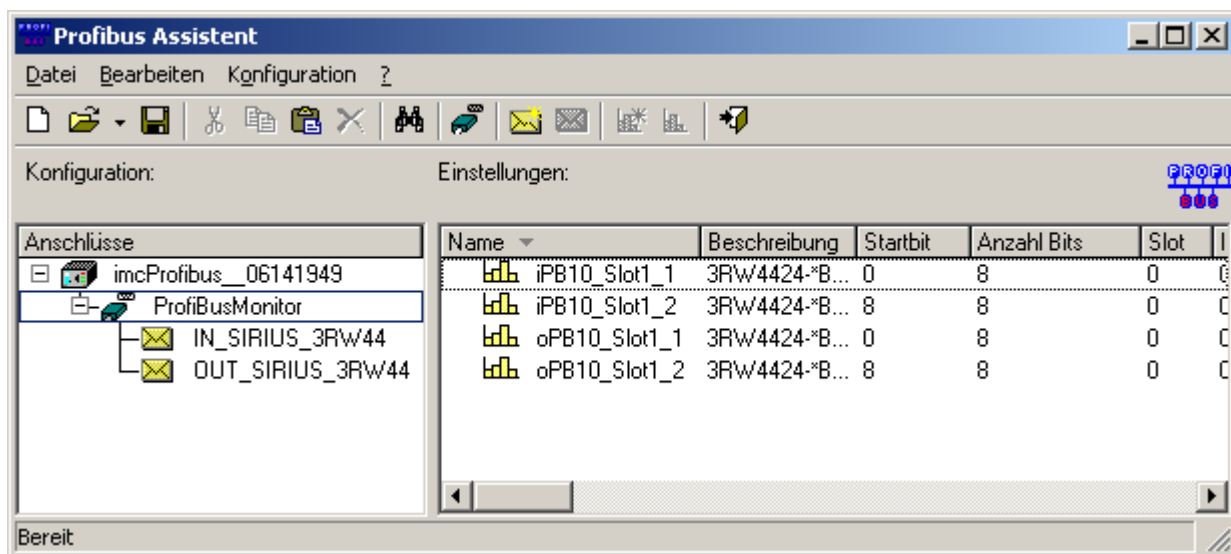 Profibus Assistent
Datei Bearbeiten Konfiguration ?
Konfiguration:
Einstellungen:
PROFI
BUS
Anschlüsse
imcProfibus__06141949
ProfiBusMonitor
IN_SIRIUS_3RW44
OUT_SIRIUS_3RW44
Name Beschreibung Startbit Anzahl Bits Slot
iPB10_Slot1_1 3RW4424-*B... 0 8 0
iPB10_Slot1_2 3RW4424-*B... 8 8 0
oPB10_Slot1_1 3RW4424-*B... 0 8 0
oPB10_Slot1_2 3RW4424-*B... 8 8 0
Bereit